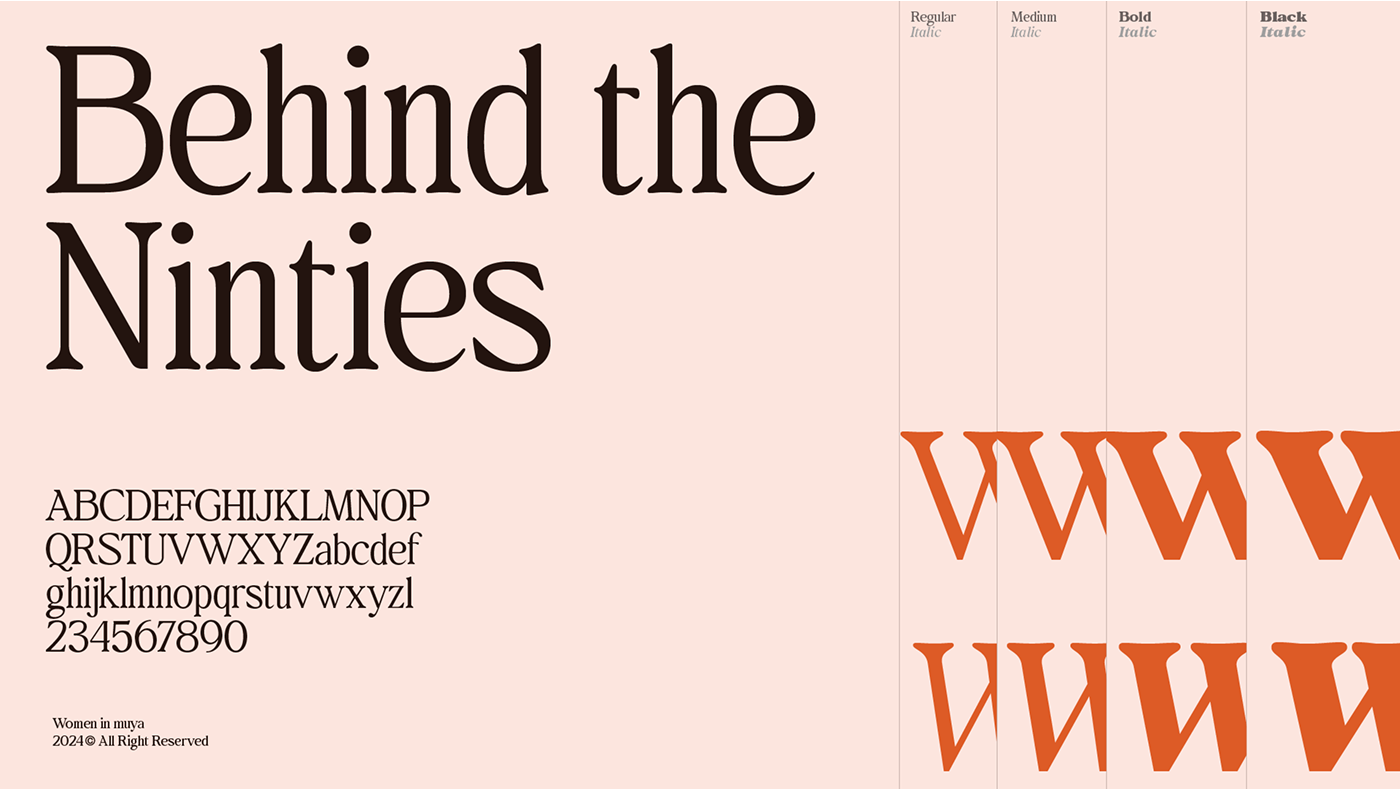 Behind the
Ninties
ABCDEFGHIJKLMNOP
QRSTUVWXYZabcdef
ghijklmnopqrstuvwxyzl
234567890
Women in muya
2024© All Right Reserved
Regular
Italic
Medium
Italic
Bold
Italic
Black
Italic
W
W
W
W
W
W
W
W